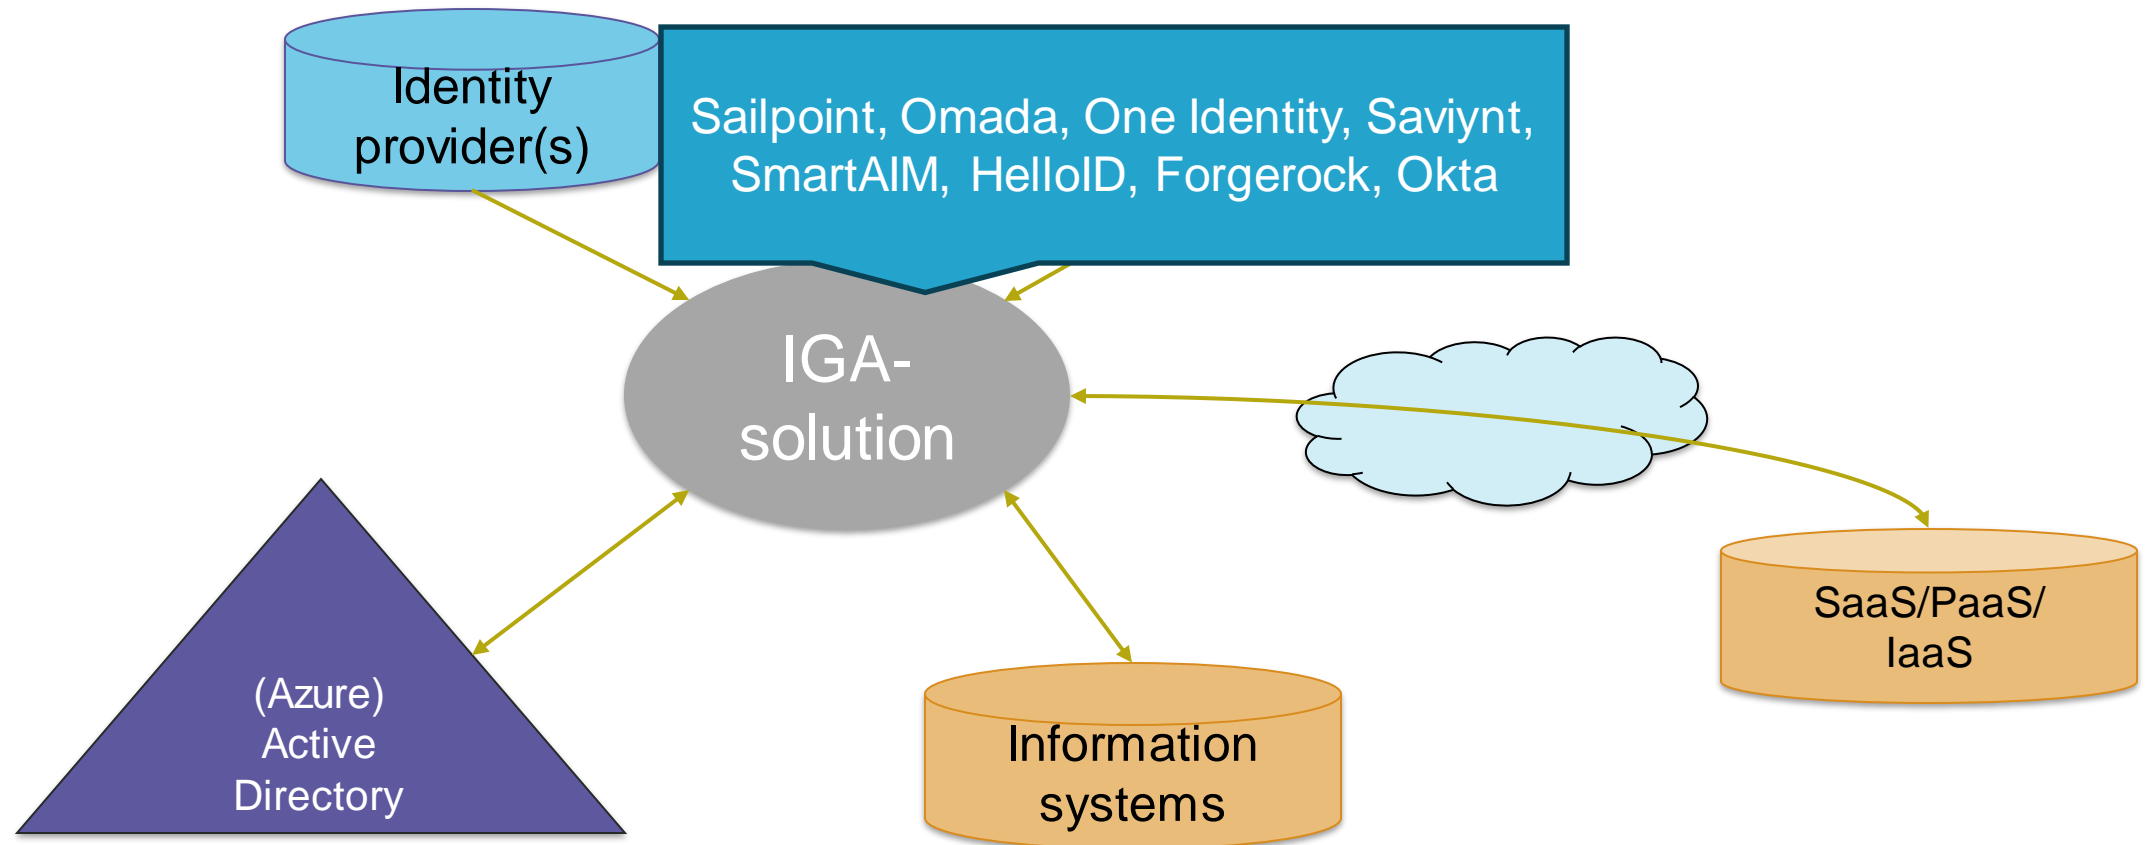 Identity
provider(s)
Sailpoint, Omada, One Identity, Saviynt,
SmartAIM, HelloID, Forgerock, Okta
IGA-
solution
SaaS/PaaS/
IaaS
(Azure)
Active
Directory
Information
systems